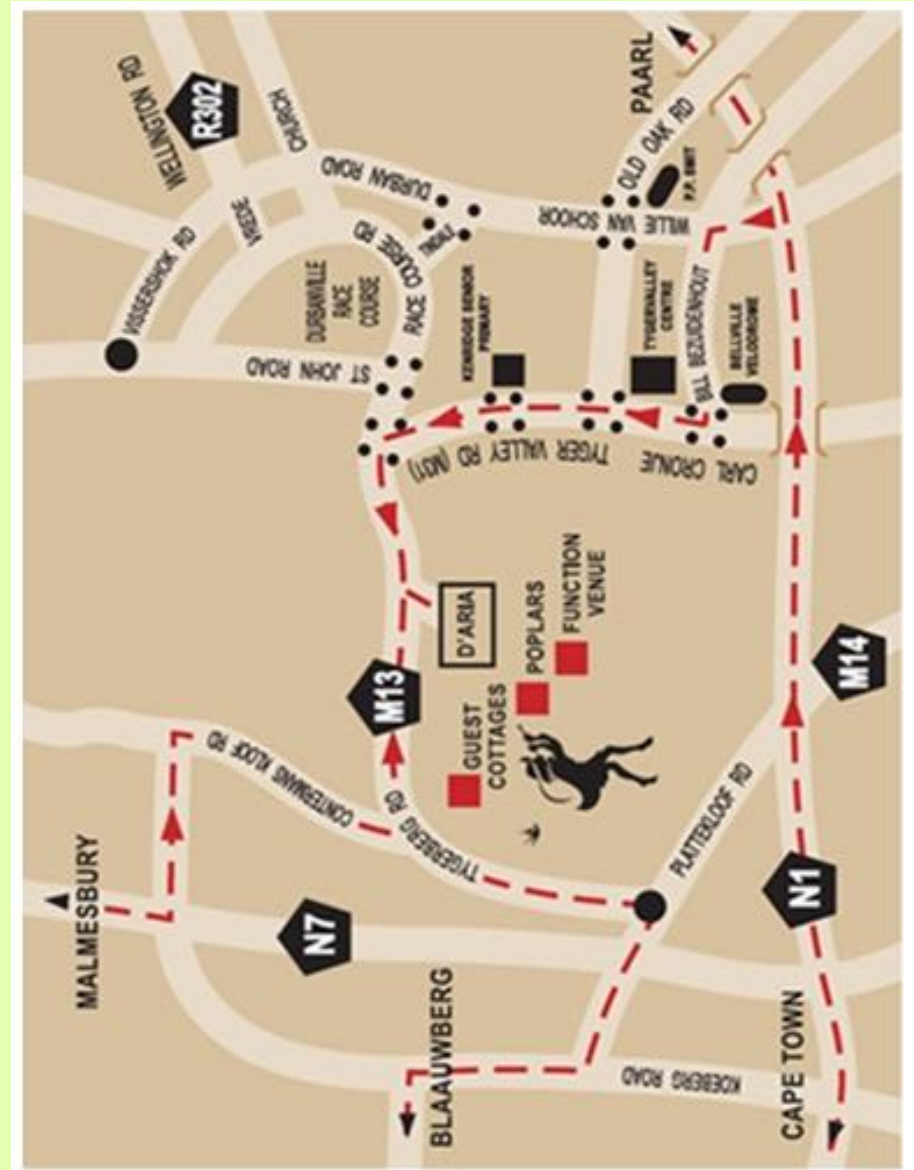 MALMESBURY
WELLINGTON RD
R302
VISSERSHOK RD
VREDE
CHURCH
CONTERMANS KLOOF RD
ST JOHN ROAD
DURBANVILLE
RACE
COURSE
DURBAN ROAD
N7
M13
TYGERBERG RD
RACE COURSE RD
TINDALE
BLAAUWBERG
GUEST
COTTAGES
D'ARIA
TYGER VALLEY RD (M31)
KENRIDGE SENIOR
PRIMARY
POPLARS
FUNCTION
VENUE
WILLIE VAN SCHOOR
OLD OAK RD
PAARL
P.P. SMIT
KOEBERG ROAD
PLATTEKLOOF RD
TYGERVALLEY
CENTRE
CARL CRONJE
BILL BEZUIDENHOUT
BELLVILLE
VELODROME
CAPE TOWN
N1
M14